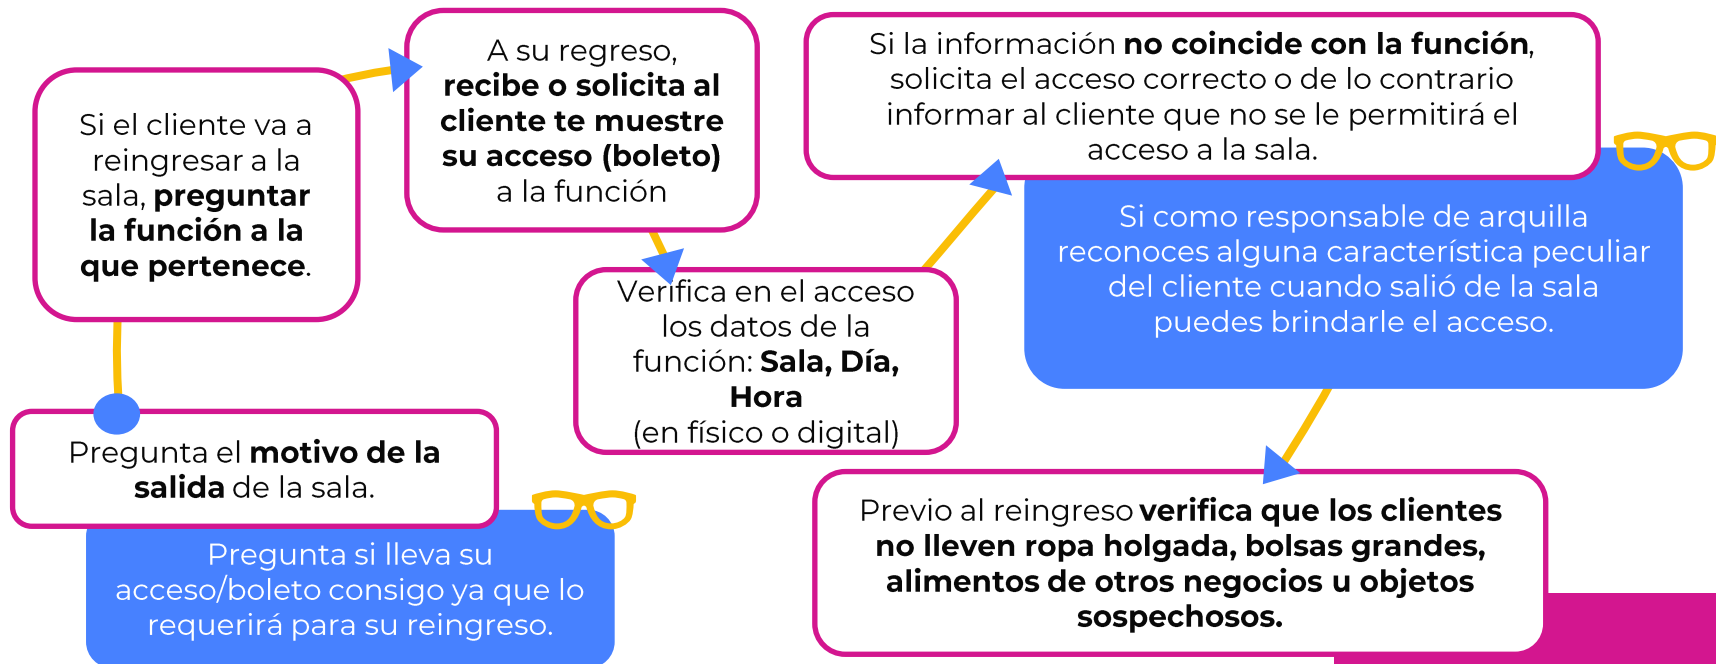 Pregunta el motivo de la
salida de la sala.
Pregunta si lleva su
acceso/boleto consigo ya que lo
requerirá para su reingreso.
Si el cliente va a
reingresar a la
sala, preguntar
la función a la
que pertenece.
A su regreso,
recibe o solicita al
cliente te muestre
su acceso (boleto)
a la función
Verifica en el acceso
los datos de la
función: Sala, Día,
Hora
(en físico o digital)
Si la información no coincide con la función,
solicita el acceso correcto o de lo contrario
informar al cliente que no se le permitirá el
acceso a la sala.
Si como responsable de arquilla
reconoces alguna característica peculiar
del cliente cuando salió de la sala
puedes brindarle el acceso.
Previo al reingreso verifica que los clientes
no lleven ropa holgada, bolsas grandes,
alimentos de otros negocios u objetos
sospechosos.